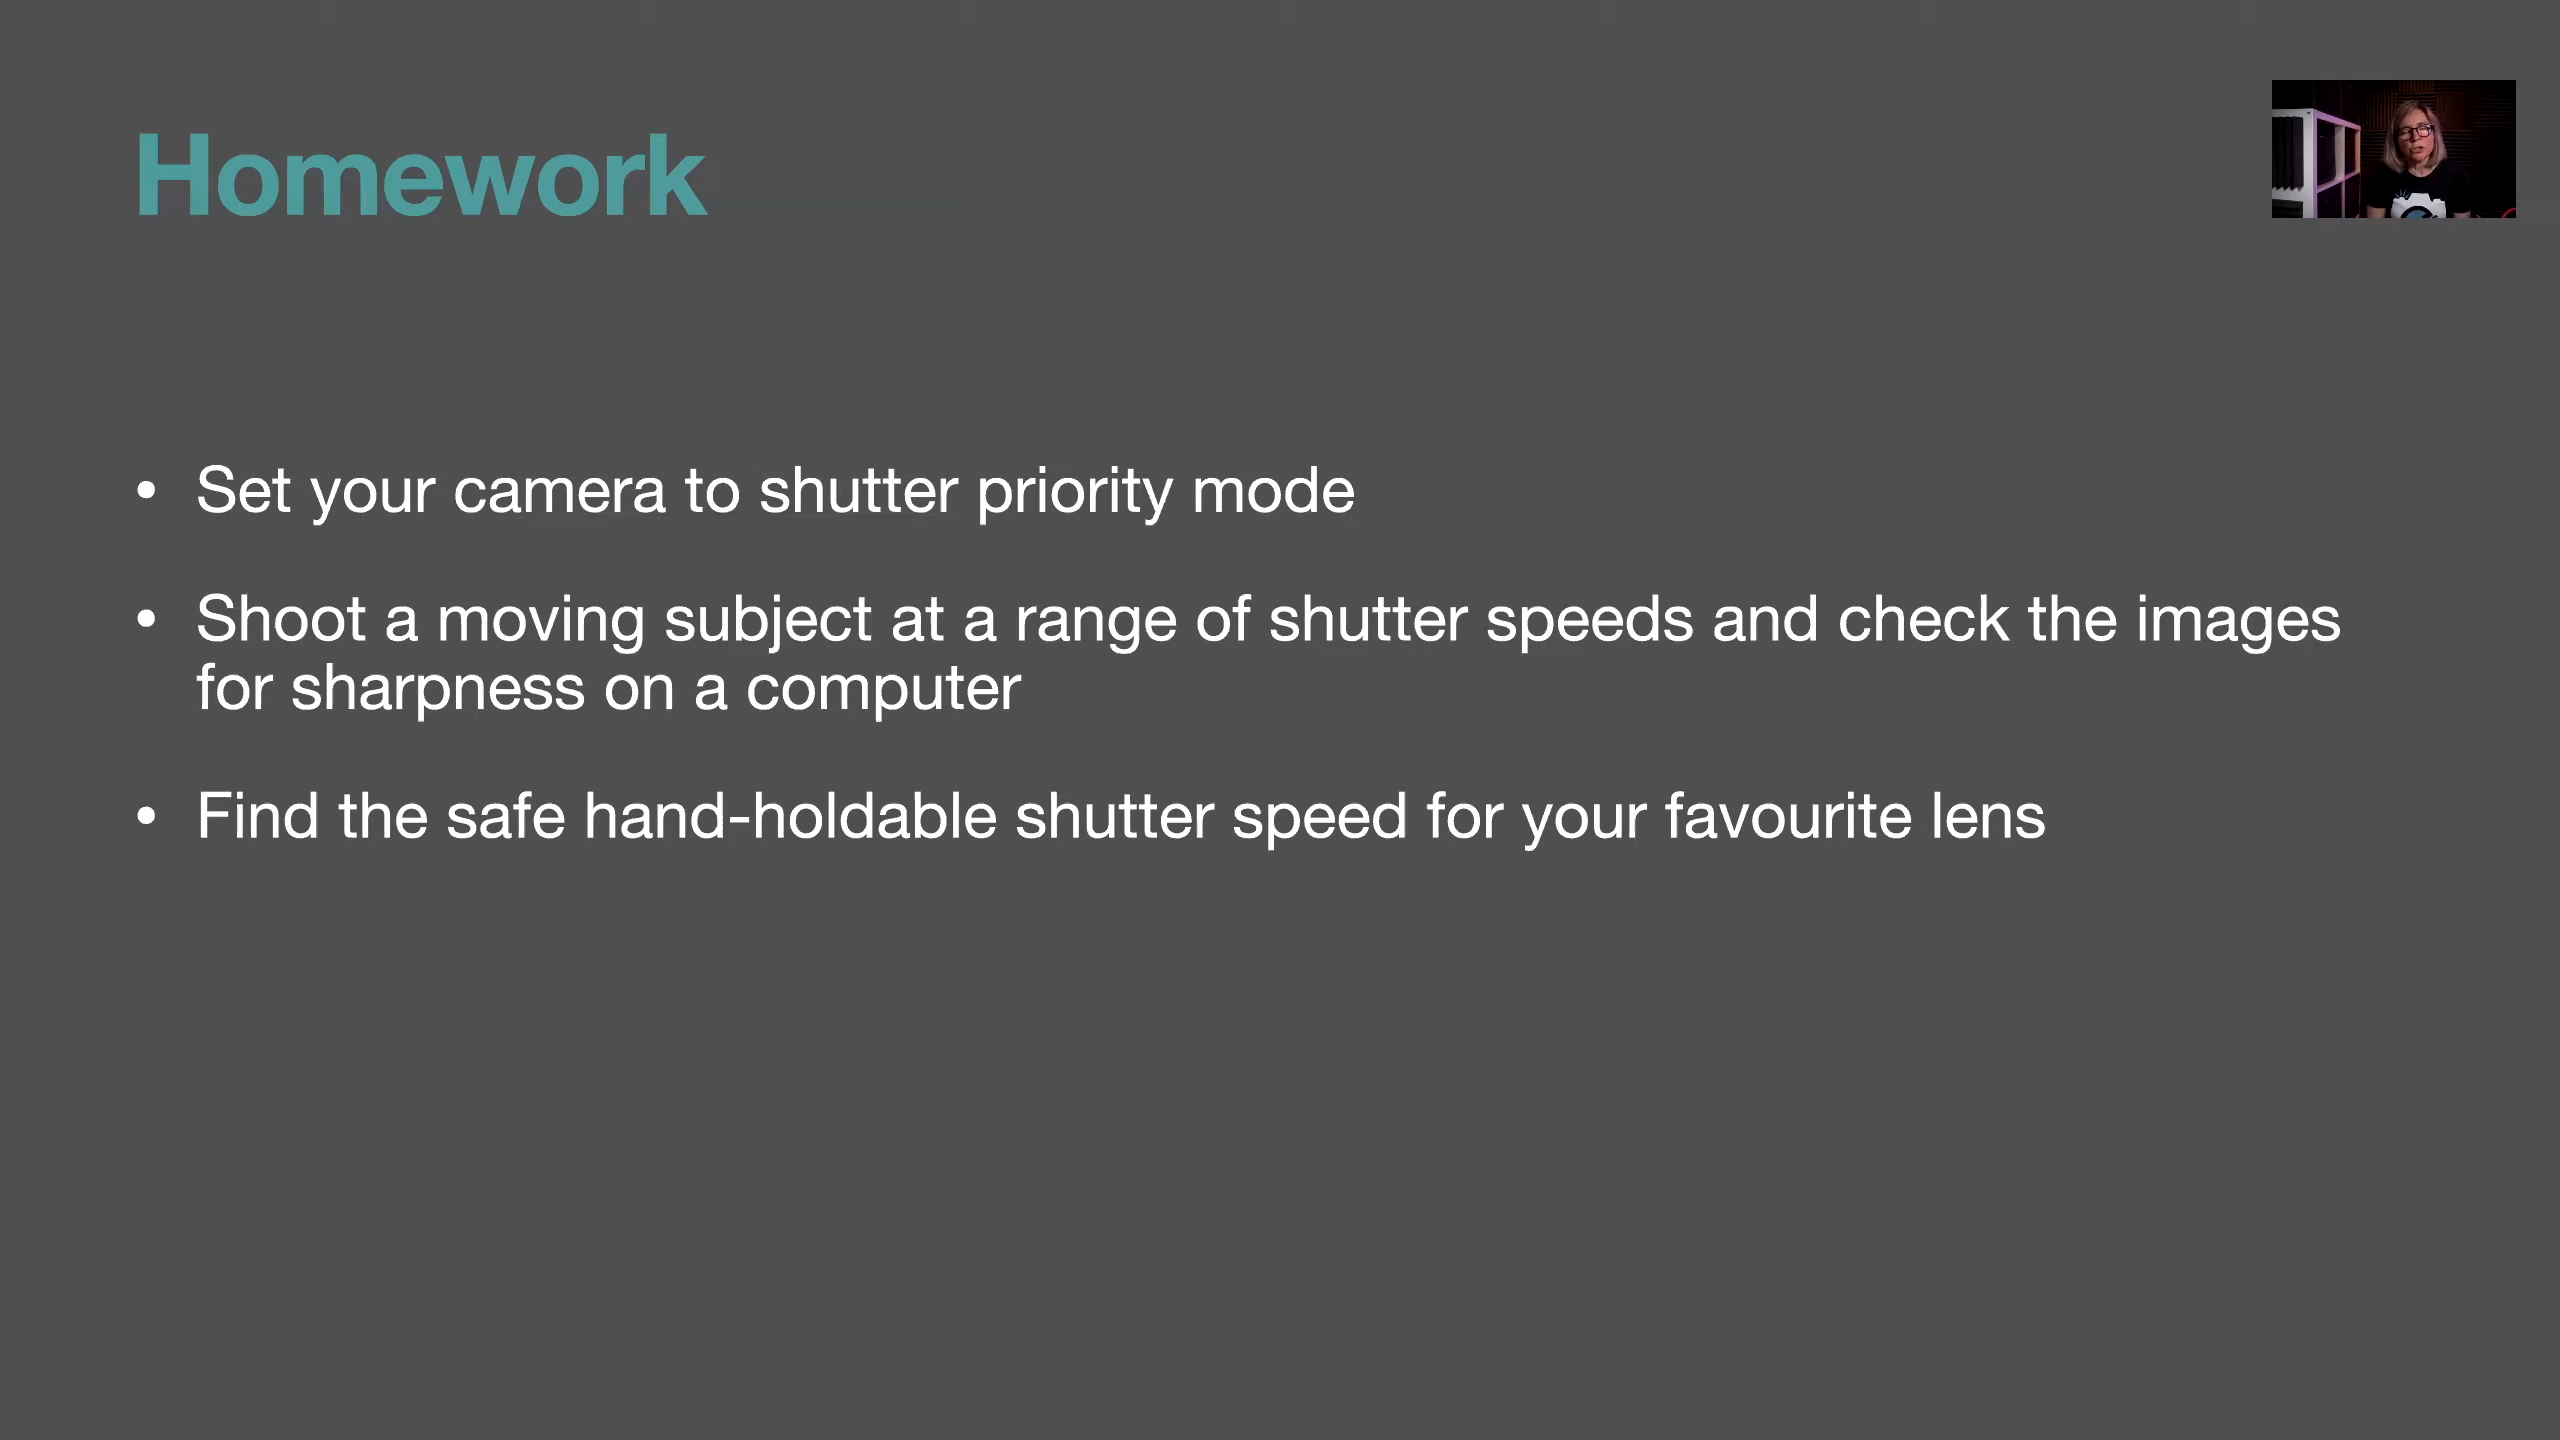 Homework
• Set your camera to shutter priority mode
• Shoot a moving subject at a range of shutter speeds and check the images
for sharpness on a computer
• Find the safe hand-holdable shutter speed for your favourite lens